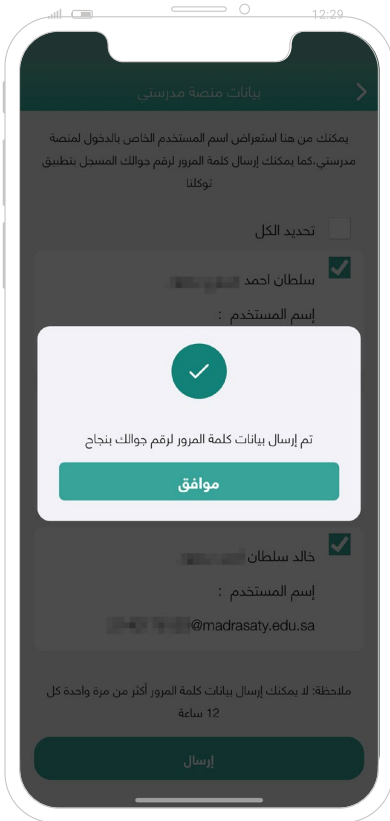 12:29
بيانات منصة مدرستي
يمكنك من هنا استعراض اسم المستخدم الخاص بالدخول لمنصة
مدرستي،كما يمكنك إرسال كلمة المرور لرقم جوالك المسجل بتطبيق
توكلنا
تحديد الكل
سلطان احمد
إسم المستخدم :
تم إرسال بيانات كلمة المرور لرقم جوالك بنجاح
موافق
خالد سلطان
إسم المستخدم :
@madrasaty.edu.sa
ملاحظة: لا يمكنك إرسال بيانات كلمة المرور أكثر من مرة واحدة كل
12 ساعة
إرسال